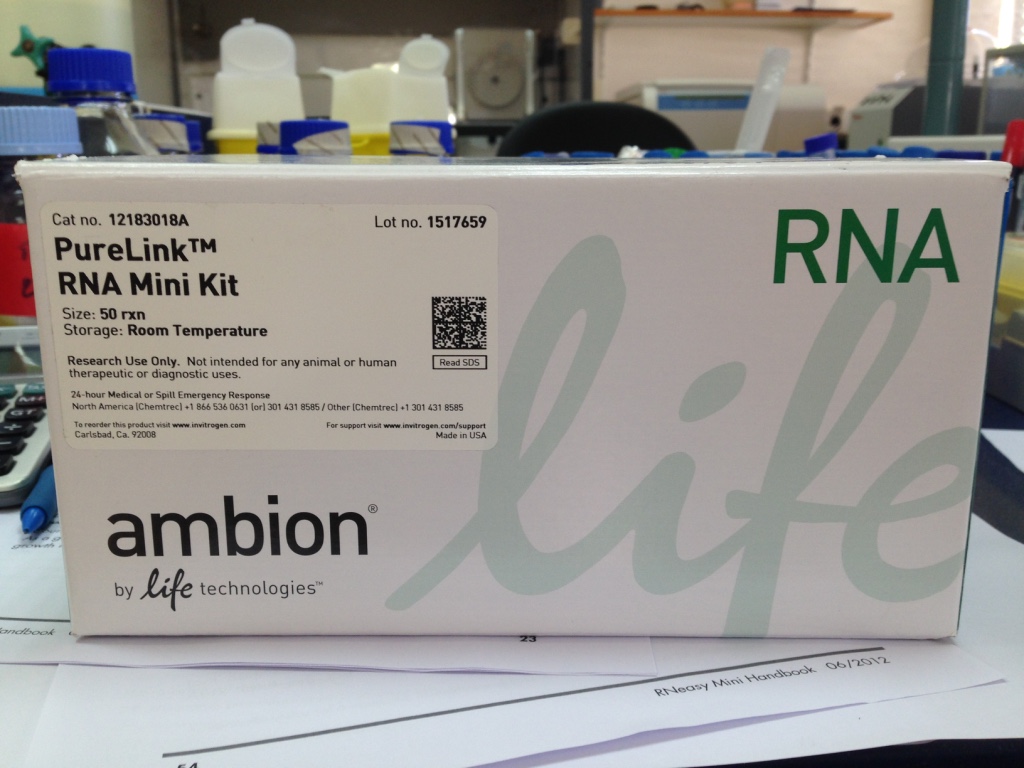 Cat no. 12183018A
Lot no. 1517659
PureLink™
RNA Mini Kit
Size: 50 rxn
Storage: Room Temperature
Read SDS
Research Use Only. Not intended for any animal or human
therapeutic or diagnostic uses.
24-hour Medical or Spill Emergency Response
North America (Chemtrec) +1 866 536 0631 (or) 301 431 8585 / Other (Chemtrec) +1 301 431 8585
To reorder this product visit www.invitrogen.com
For support visit www.invitrogen.com/support
Carlsbad, Ca. 92008
Made in USA
RNA
life
ambion®
by life technologies™
23
RNeasy Mini Handbook 06/2012